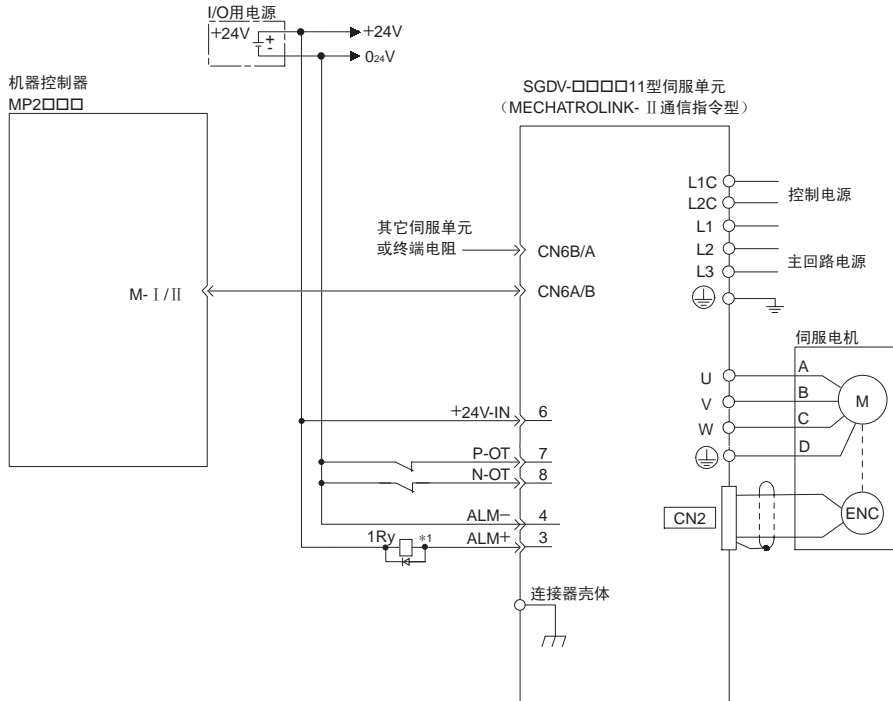 I/O用电源
+24V
+
-
+24V
024V
机器控制器
MP2□□□
SGDV-□□□□11型伺服单元
（MECHATROLINK- Ⅱ通信指令型）
L1C
L2C
控制电源
L1
L2
L3
主回路电源
其它伺服单元
或终端电阻
CN6B/A
M-Ⅰ/Ⅱ
CN6A/B
伺服电机
U
A
V
B
M
W
C
D
+24V-IN
6
P-OT
7
N-OT
8
CN2
ENC
ALM−
4
1Ry
*1
ALM+
3
连接器壳体